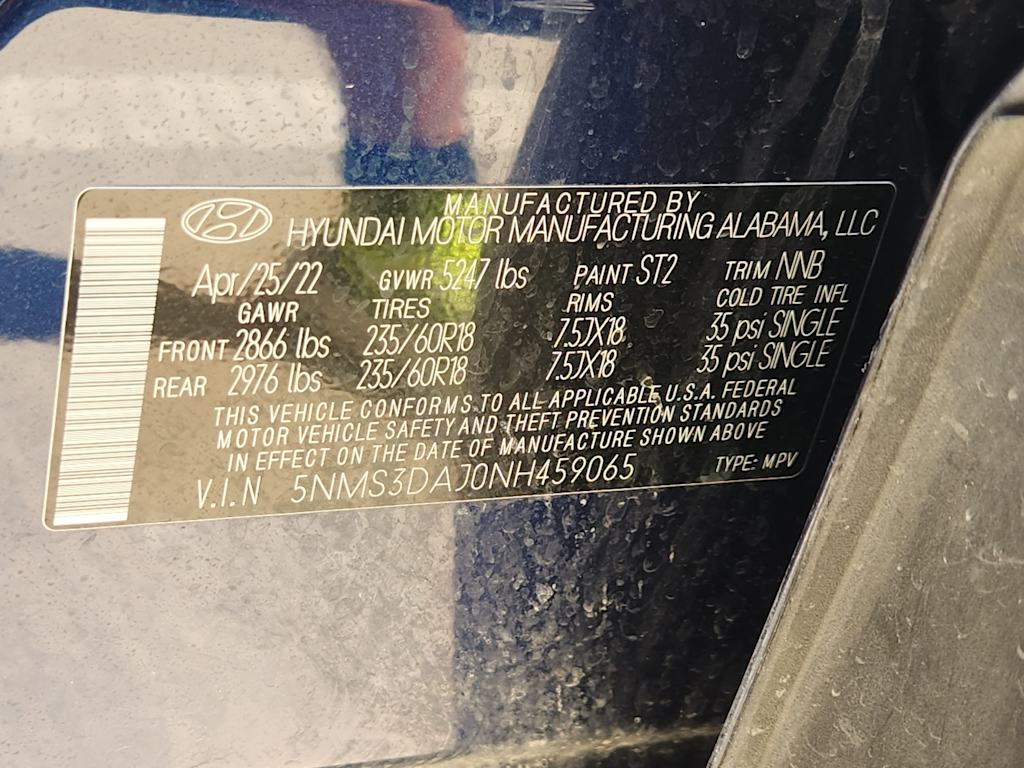 MANUFACTURED BY
HYUNDAI MOTOR MANUFACTURING ALABAMA, LLC
Apr/25/22 GVWR 5247 lbs PAINT ST2 TRIM NNB
GAWR TIRES RIMS COLD TIRE INFL
FRONT 2866 lbs 235/60R18 7.5JX18 35 psi SINGLE
REAR 2976 lbs 235/60R18 7.5JX18 35 psi SINGLE
THIS VEHICLE CONFORMS TO ALL APPLICABLE U.S.A. FEDERAL
MOTOR VEHICLE SAFETY AND THEFT PREVENTION STANDARDS
IN EFFECT ON THE DATE OF MANUFACTURE SHOWN ABOVE
V.I.N 5NMS3DAJ0NH459065 TYPE: MPV